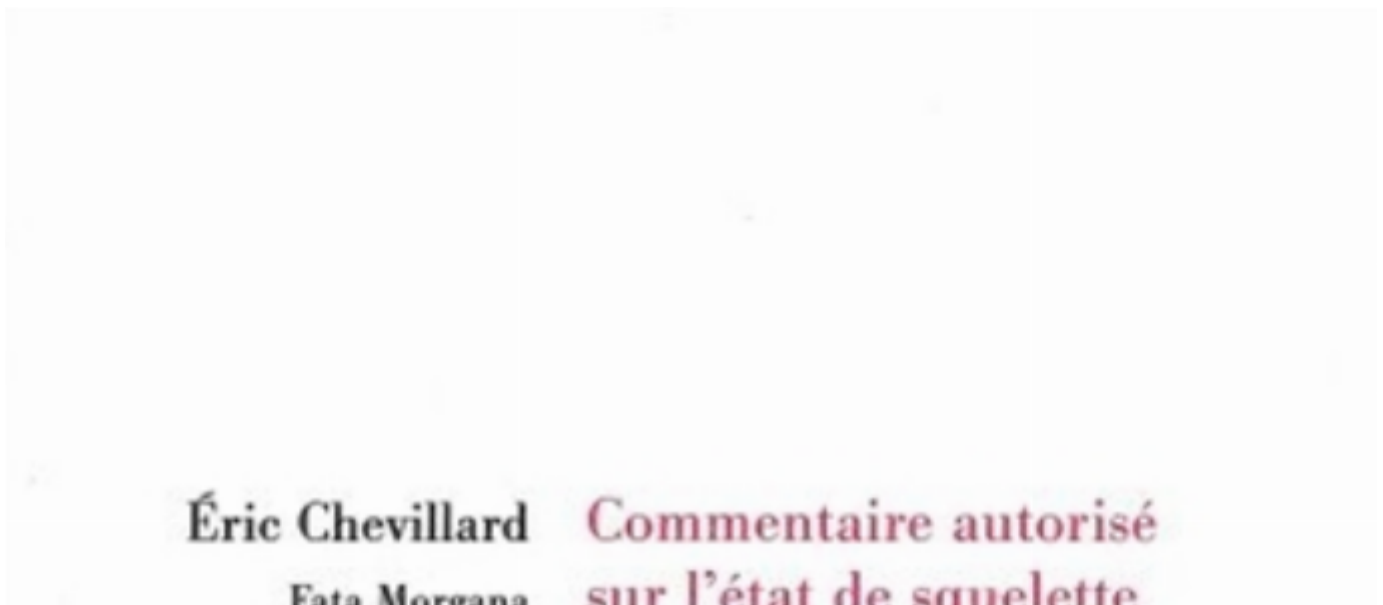 Éric Chevillard
Fata Morgana
Commentaire autorisé
sur l'état de squelette